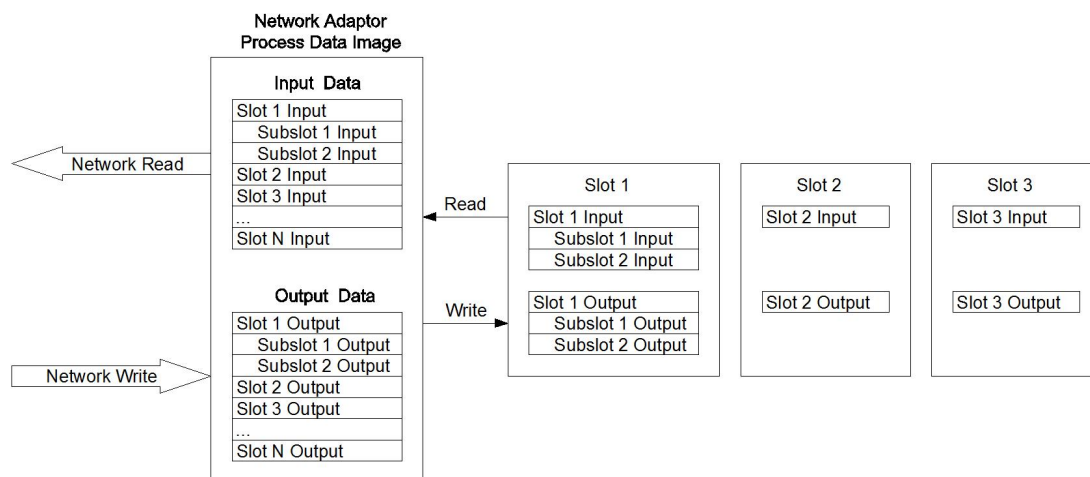 Network Adaptor
Process Data Image
Input Data
Slot 1 Input
Subslot 1 Input
Subslot 2 Input
Slot 2 Input
Slot 3 Input
...
Slot N Input
Output Data
Slot 1 Output
Subslot 1 Output
Subslot 2 Output
Slot 2 Output
Slot 3 Output
...
Slot N Output
Network Read
Network Write
Read
Write
Slot 1
Slot 1 Input
Subslot 1 Input
Subslot 2 Input
Slot 1 Output
Subslot 1 Output
Subslot 2 Output
Slot 2
Slot 2 Input
Slot 2 Output
Slot 3
Slot 3 Input
Slot 3 Output